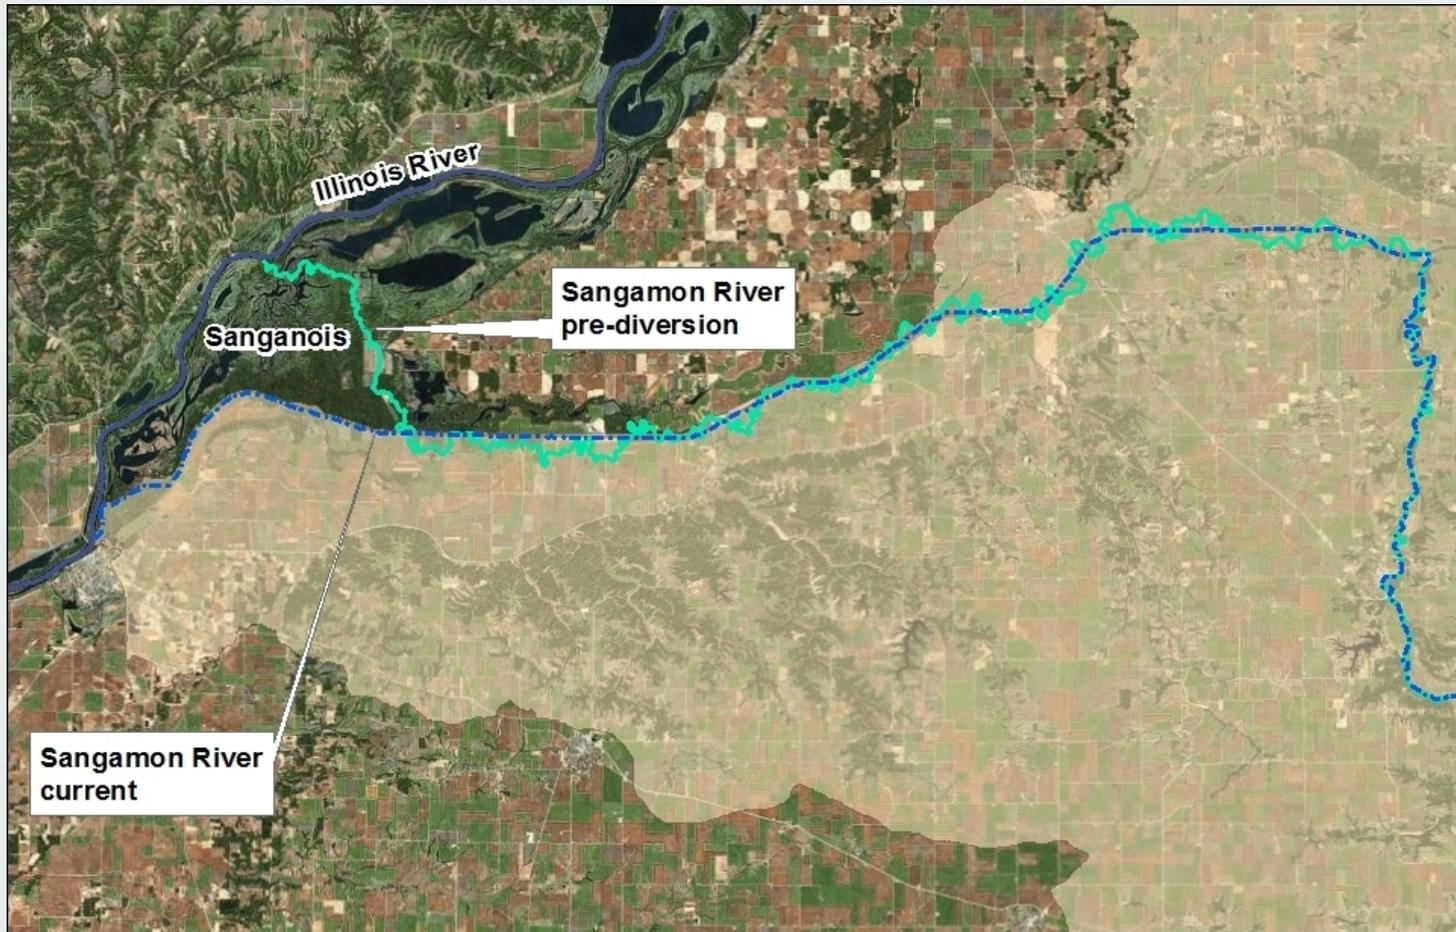 Illinois River
Sangamon River
pre-diversion
Sanganois
Sangamon River
current